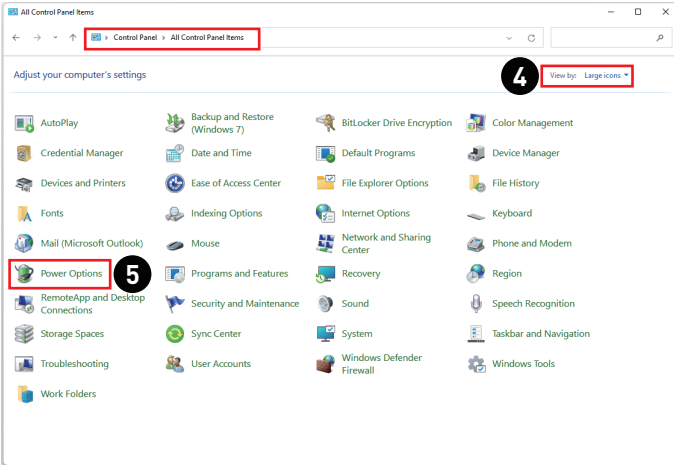 All Control Panel Items
Control Panel > All Control Panel Items
Adjust your computer's settings
4
View by: Large icons
AutoPlay
Backup and Restore
(Windows 7)
BitLocker Drive Encryption
Color Management
Credential Manager
Date and Time
Default Programs
Device Manager
Devices and Printers
Ease of Access Center
File Explorer Options
File History
Fonts
Indexing Options
Internet Options
Keyboard
Mail (Microsoft Outlook)
Mouse
Network and Sharing
Center
Phone and Modem
Power Options
5
Programs and Features
Recovery
Region
RemoteApp and Desktop
Connections
Security and Maintenance
Sound
Speech Recognition
Storage Spaces
Sync Center
System
Taskbar and Navigation
Troubleshooting
User Accounts
Windows Defender
Firewall
Windows Tools
Work Folders